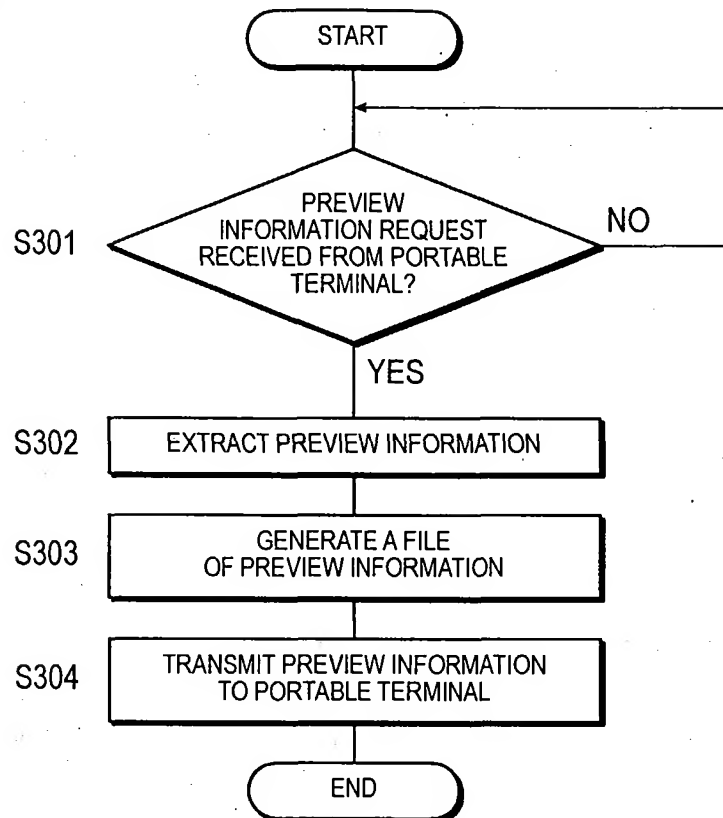 START
PREVIEW
INFORMATION REQUEST
RECEIVED FROM PORTABLE
TERMINAL?
S301
NO
YES
S302
EXTRACT PREVIEW INFORMATION
S303
GENERATE A FILE
OF PREVIEW INFORMATION
S304
TRANSMIT PREVIEW INFORMATION
TO PORTABLE TERMINAL
END